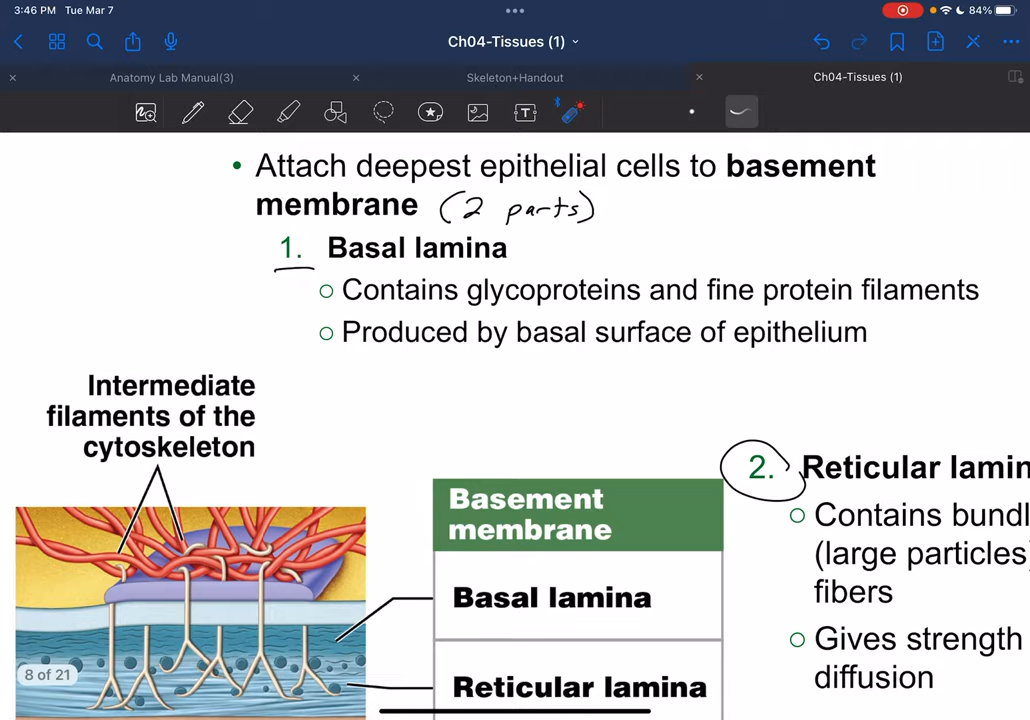 3:46 PM Tue Mar 7
84%
Ch04-Tissues (1)
Anatomy Lab Manual(3)
Skeleton+Handout
Ch04-Tissues (1)
• Attach deepest epithelial cells to basement
membrane (2 parts)
1. Basal lamina
○ Contains glycoproteins and fine protein filaments
○ Produced by basal surface of epithelium
Intermediate
filaments of the
cytoskeleton
Basement
membrane
Basal lamina
Reticular lamina
2. Reticular lamin
○ Contains bundl
(large particles)
fibers
○ Gives strength
diffusion
8 of 21